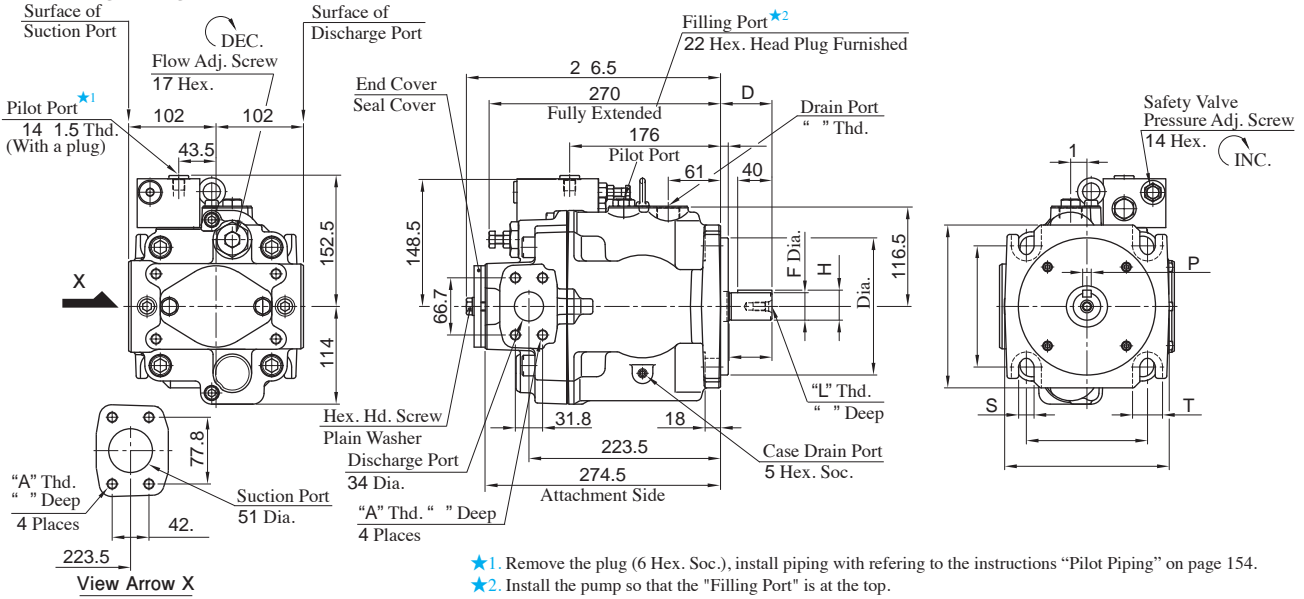 Surface of
Suction Port
Surface of
Discharge Port
DEC.
Flow Adj. Screw
17 Hex.
Pilot Port★1
14 1.5 Thd.
(With a plug)
102
102
43.5
152.5
114
X
End Cover
Seal Cover
Filling Port★2
22 Hex. Head Plug Furnished
2 6.5
270
Fully Extended
D
Drain Port
“ ” Thd.
176
Pilot Port
61
40
148.5
66.7
F Dia.
H
Dia.
116.5
Safety Valve
Pressure Adj. Screw
14 Hex.
INC.
1
P
S
T
“L” Thd.
“ ” Deep
Hex. Hd. Screw
Plain Washer
Discharge Port
34 Dia.
31.8
18
223.5
274.5
Attachment Side
Case Drain Port
5 Hex. Soc.
“A” Thd. “ ” Deep
4 Places
77.8
“A” Thd.
“ ” Deep
4 Places
Suction Port
51 Dia.
42.
223.5
View Arrow X
★1. Remove the plug (6 Hex. Soc.), install piping with refering to the instructions “Pilot Piping” on page 154.
★2. Install the pump so that the "Filling Port" is at the top.